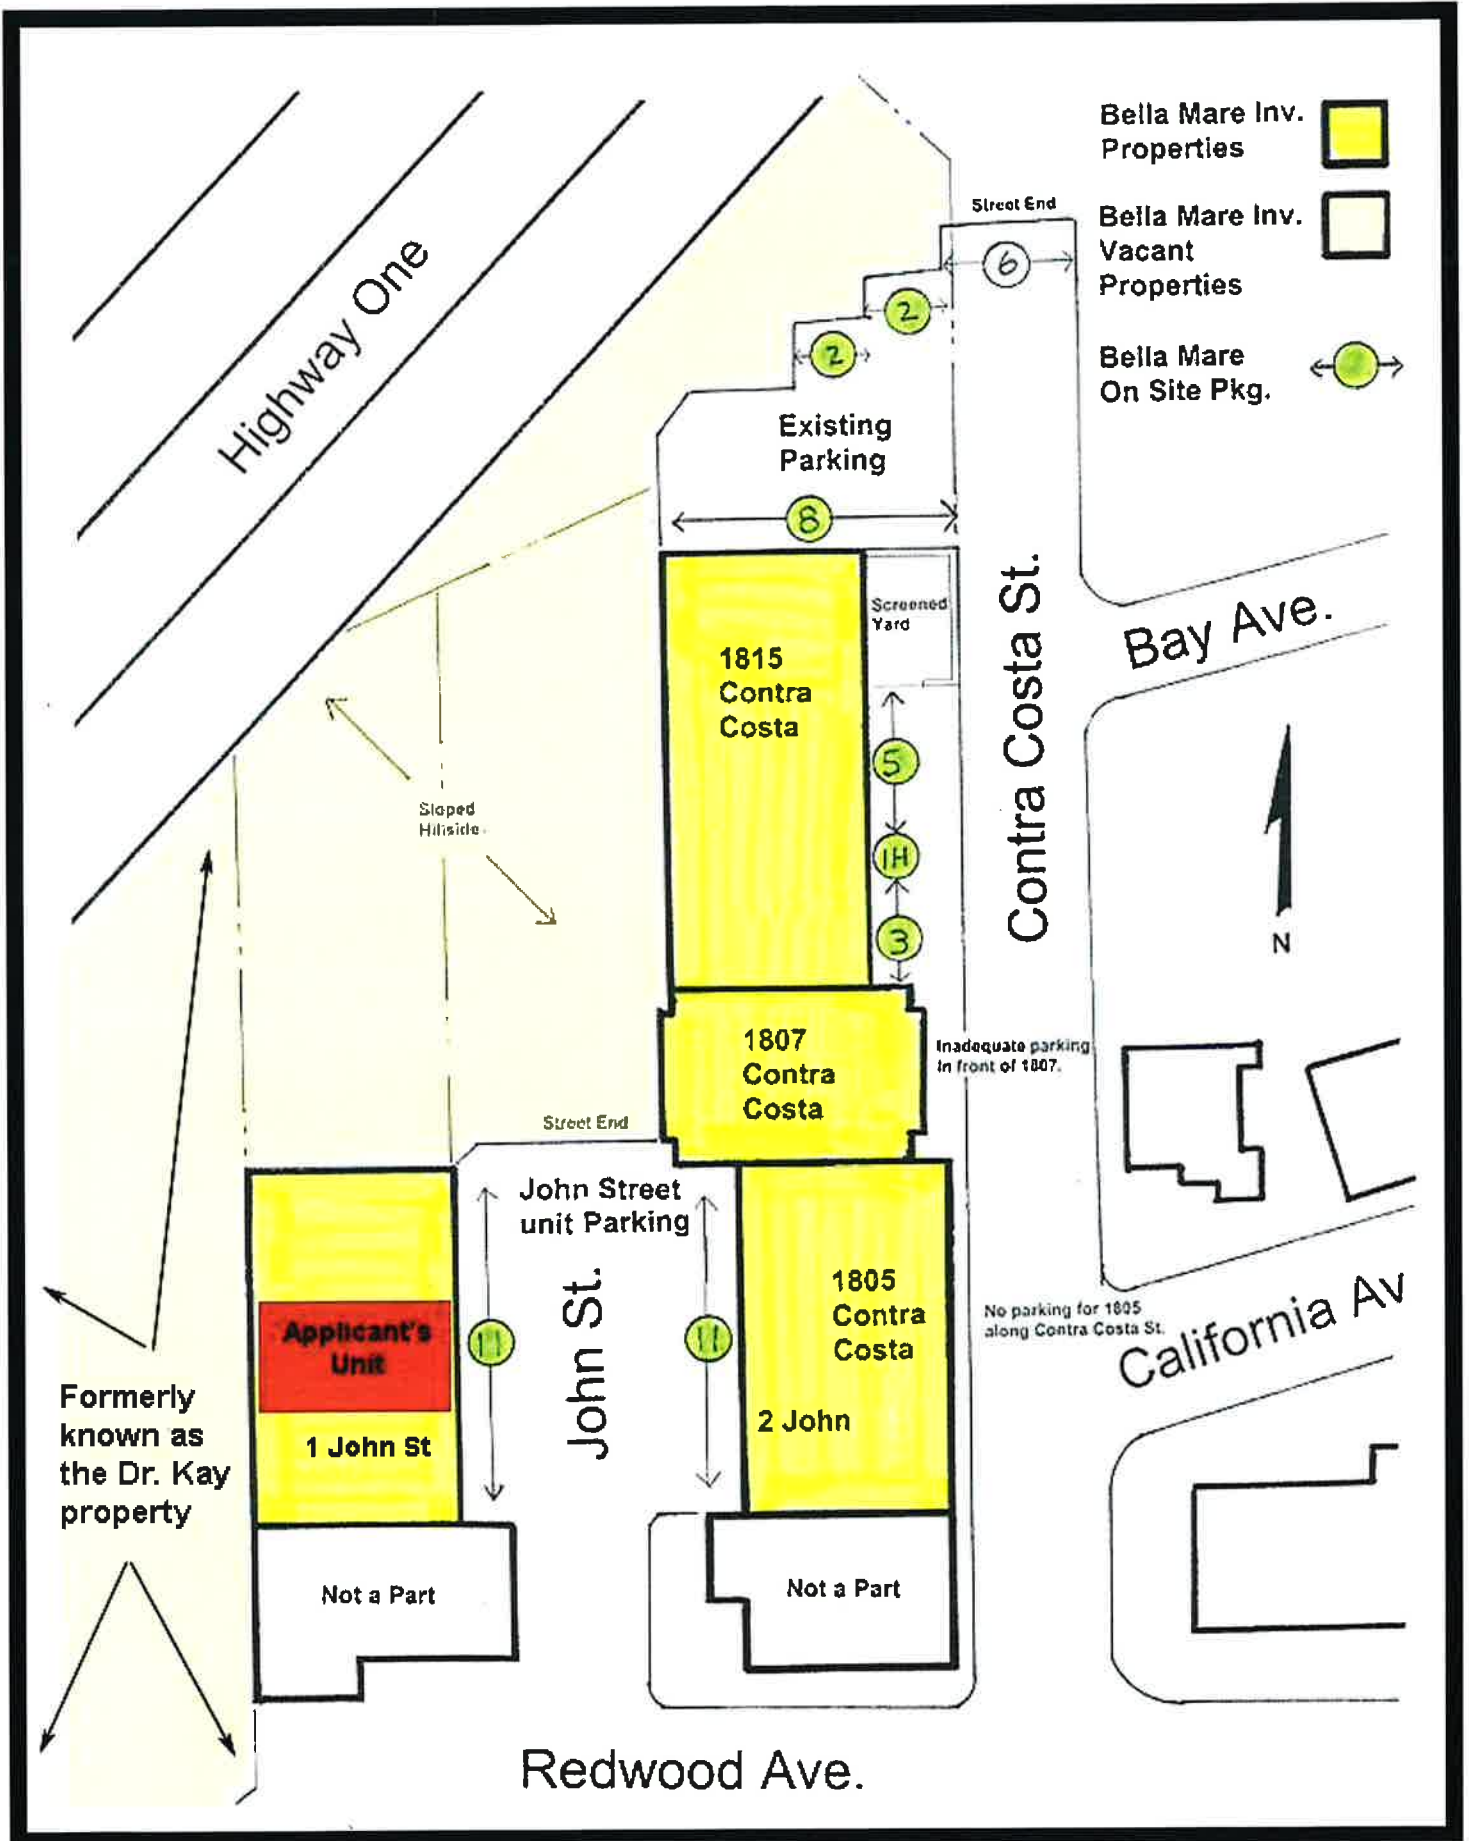 Bella Mare Inv.
Properties
Street End
Bella Mare Inv.
Vacant
Properties
6
2
2
Bella Mare
On Site Pkg.
Highway One
Existing
Parking
8
Screened
Yard
Contra Costa St.
Bay Ave.
1815
Contra
Costa
5
Sloped
Hillside
1H
3
N
1807
Contra
Costa
Inadequate parking
in front of 1807.
Street End
John Street
unit Parking
1805
Contra
Costa
No parking for 1805
along Contra Costa St.
California Av
Applicant's
Unit
11
John St.
11
Formerly
known as
the Dr. Kay
property
1 John St
2 John
Not a Part
Not a Part
Redwood Ave.